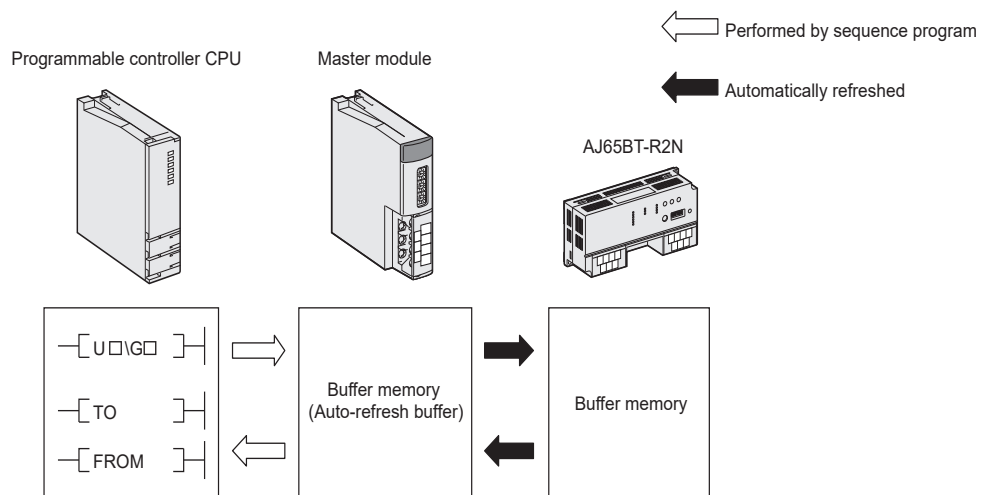 Performed by sequence program
Programmable controller CPU
Master module
Automatically refreshed
AJ65BT-R2N
U□\G□
TO
FROM
Buffer memory
(Auto-refresh buffer)
Buffer memory